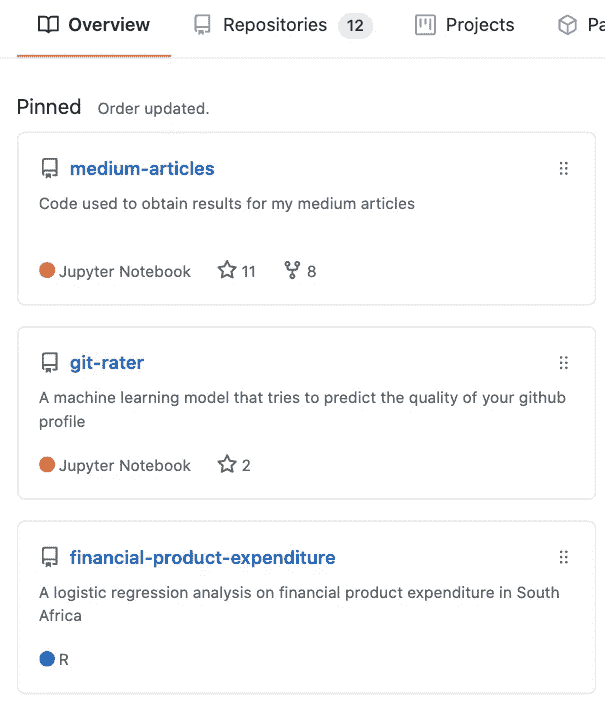 Overview Repositories 12 Projects Pa
Pinned Order updated.
medium-articles
Code used to obtain results for my medium articles
Jupyter Notebook 11 8
git-rater
A machine learning model that tries to predict the quality of your github
profile
Jupyter Notebook 2
financial-product-expenditure
A logistic regression analysis on financial product expenditure in South
Africa
R